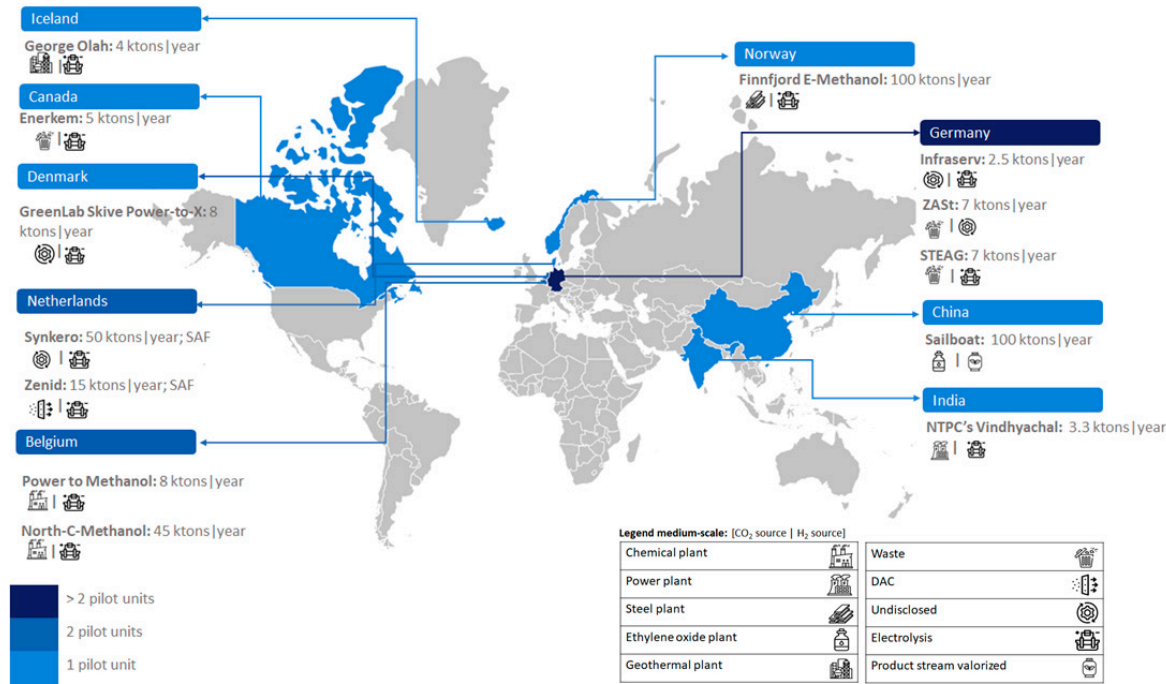 Iceland
George Olah: 4 ktons|year
Canada
Enerkem: 5 ktons|year
Denmark
GreenLab Skive Power-to-X: 8
ktons|year
Netherlands
Synkero: 50 ktons|year; SAF
Zenid: 15 ktons|year; SAF
Belgium
Power to Methanol: 8 ktons|year
North-C-Methanol: 45 ktons|year
> 2 pilot units
2 pilot units
1 pilot unit
Norway
Finnfjord E-Methanol: 100 ktons|year
Germany
Infraserv: 2.5 ktons|year
ZASt: 7 ktons|year
STEAG: 7 ktons|year
China
Sailboat: 100 ktons|year
India
NTPC's Vindhyachal: 3.3 ktons|year
Legend medium-scale: [CO₂ source | H₂ source]
Chemical plant
Power plant
Steel plant
Ethylene oxide plant
Geothermal plant
Waste
DAC
Undisclosed
Electrolysis
Product stream valorized